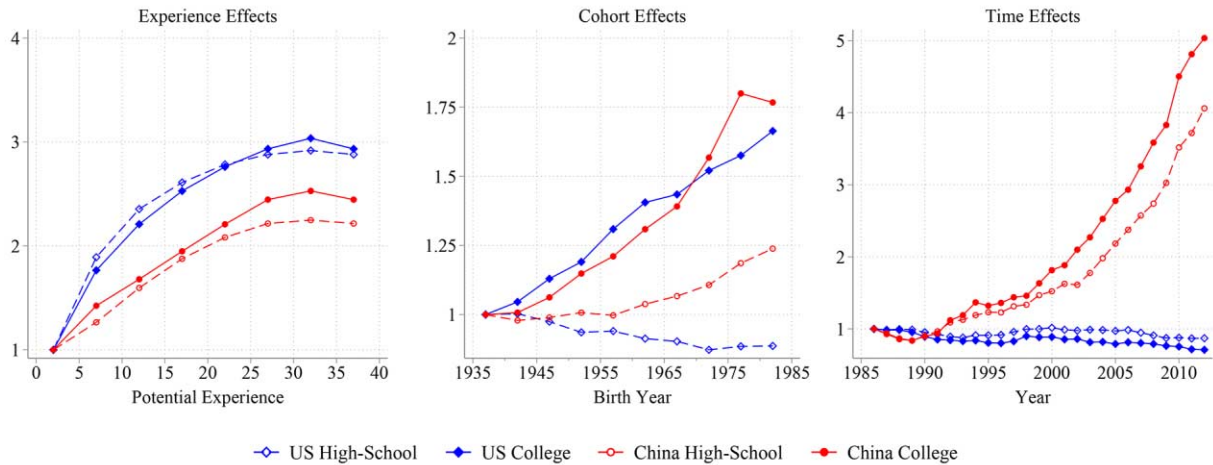 Experience Effects
4
3
2
1
0 5 10 15 20 25 30 35 40
Potential Experience
Cohort Effects
2
1.75
1.5
1.25
1
1935 1945 1955 1965 1975 1985
Birth Year
Time Effects
5
4
3
2
1
1985 1990 1995 2000 2005 2010
Year
US High-School US College China High-School China College